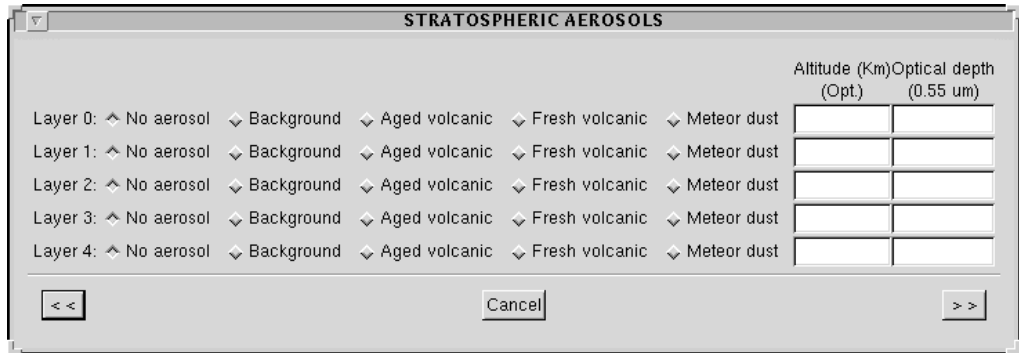 STRATOSPHERIC AEROSOLS
Altitude (Km) Optical depth
(Opt.) (0.55 um)
Layer 0: No aerosol Background Aged volcanic Fresh volcanic Meteor dust
Layer 1: No aerosol Background Aged volcanic Fresh volcanic Meteor dust
Layer 2: No aerosol Background Aged volcanic Fresh volcanic Meteor dust
Layer 3: No aerosol Background Aged volcanic Fresh volcanic Meteor dust
Layer 4: No aerosol Background Aged volcanic Fresh volcanic Meteor dust
< < Cancel > >